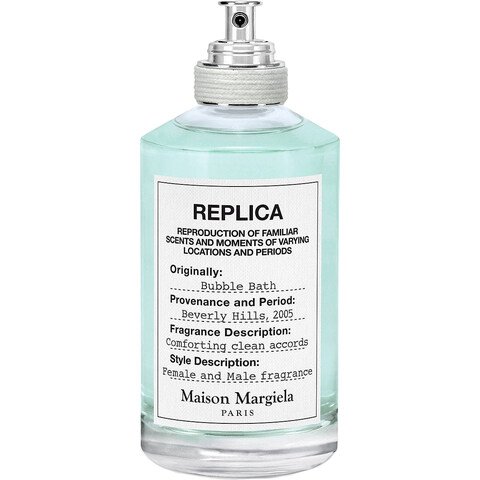 REPLICA
REPRODUCTION OF FAMILIAR
SCENTS AND MOMENTS OF VARYING
LOCATIONS AND PERIODS
Originally:
Bubble Bath
Provenance and Period:
Beverly Hills, 2005
Fragrance Description:
Comforting clean accords
Style Description:
Female and Male fragrance
Maison Margiela
PARIS